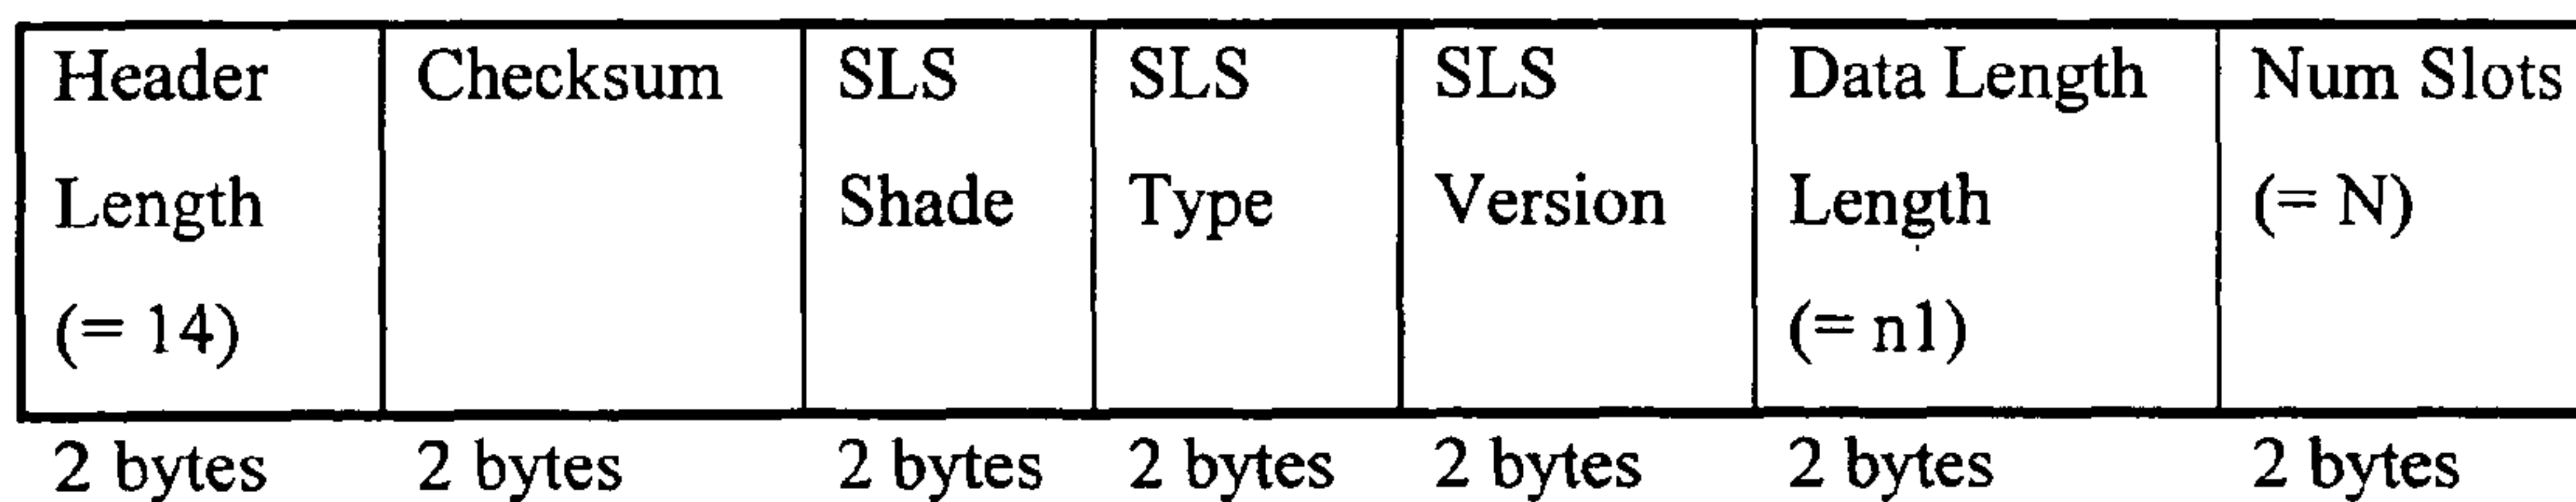 Header Checksum SLS SLS SLS Data Length Num Slots
Length Shade Type Version Length (= N)
(= 14) (= n1)
2 bytes 2 bytes 2 bytes 2 bytes 2 bytes 2 bytes 2 bytes